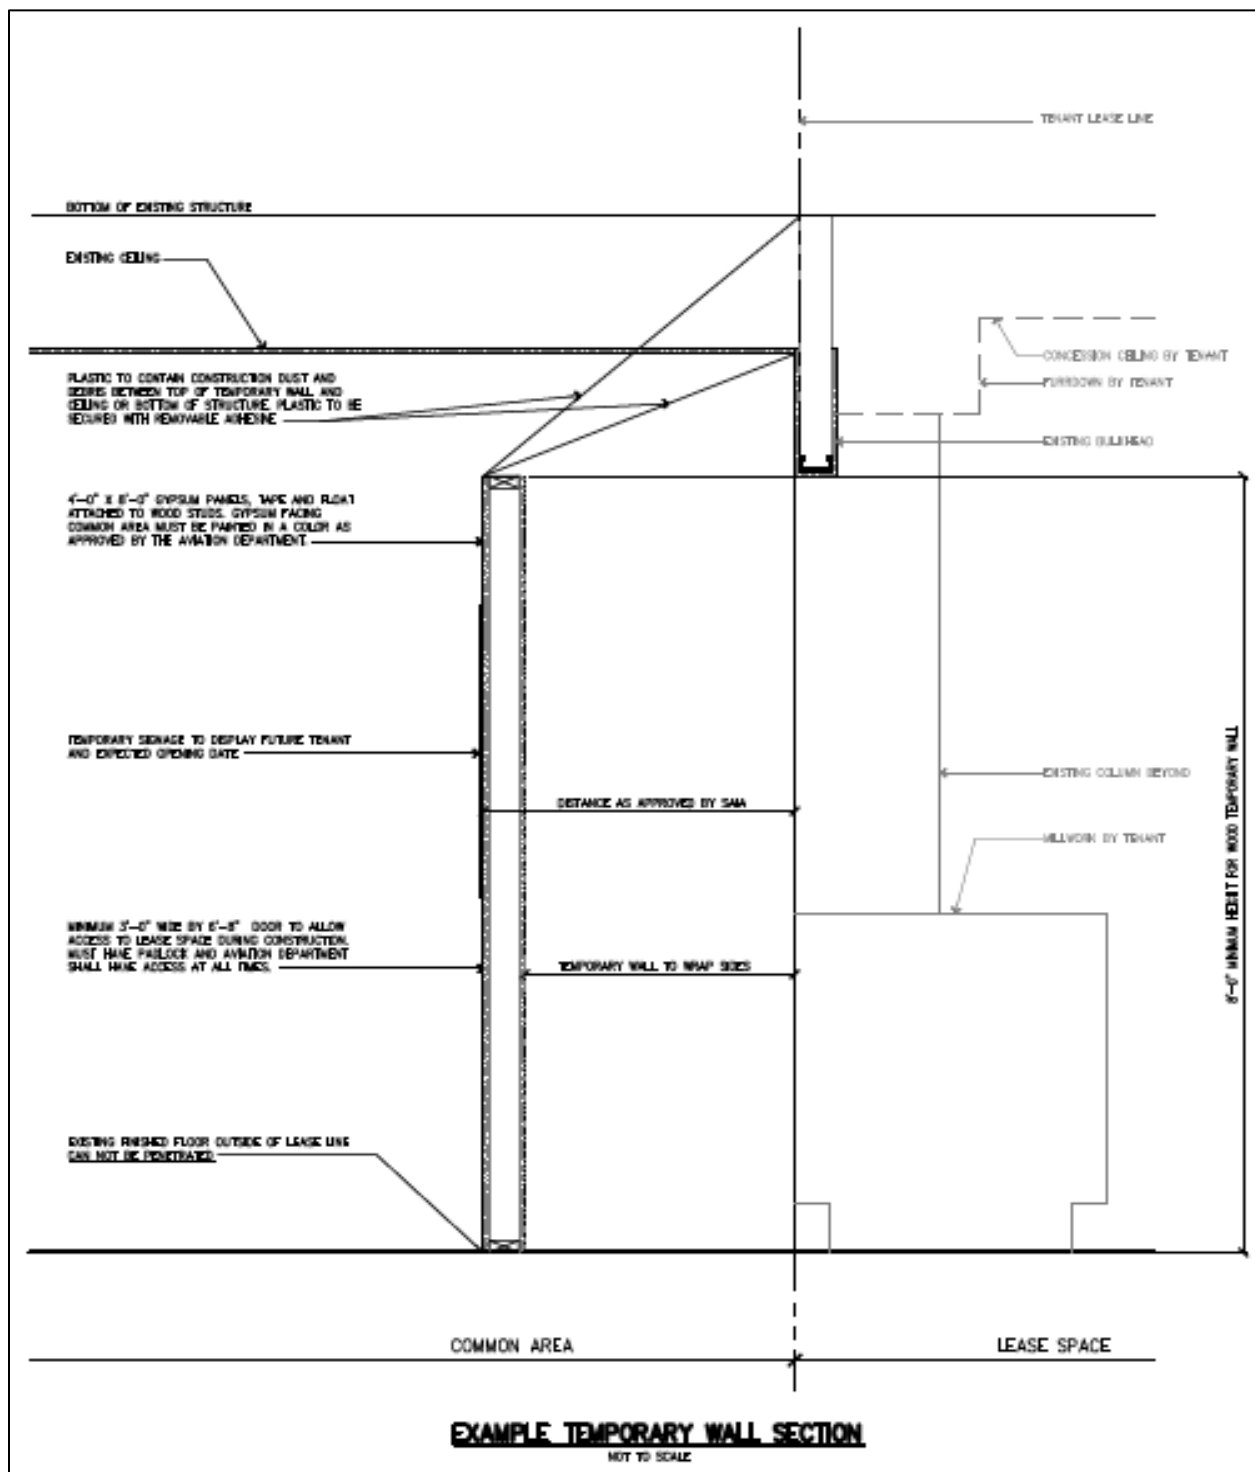 TENANT LEASE LINE
BOTTOM OF EXISTING STRUCTURE
EXISTING CEILING
PLASTIC TO CONTAIN CONSTRUCTION DUST AND
DEBRIS BETWEEN TOP OF TEMPORARY WALL AND
CEILING OR BOTTOM OF STRUCTURE. PLASTIC TO BE
SECURED WITH REMOVABLE ADHESIVE
CONCESSION CEILING BY TENANT
FURRDOWN BY TENANT
EXISTING BULKHEAD
4'-0" X 8'-0" GYPSUM PANELS, TAPE AND FLOAT
ATTACHED TO WOOD STUDS. GYPSUM FACING
COMMON AREA MUST BE PAINTED IN A COLOR AS
APPROVED BY THE AVIATION DEPARTMENT.
TEMPORARY SIGNAGE TO DISPLAY FUTURE TENANT
AND EXPECTED OPENING DATE
DISTANCE AS APPROVED BY SAIA
EXISTING COLUMN BEYOND
MILLWORK BY TENANT
8'-0" MINIMUM HEIGHT FOR WOOD TEMPORARY WALL
MINIMUM 3'-0" WIDE BY 6'-8" DOOR TO ALLOW
ACCESS TO LEASE SPACE DURING CONSTRUCTION.
MUST HAVE PADLOCK AND AVIATION DEPARTMENT
SHALL HAVE ACCESS AT ALL TIMES.
TEMPORARY WALL TO WRAP SIDES
EXISTING FINISHED FLOOR OUTSIDE OF LEASE LINE
CAN NOT BE PENETRATED
COMMON AREA
LEASE SPACE
EXAMPLE TEMPORARY WALL SECTION
NOT TO SCALE